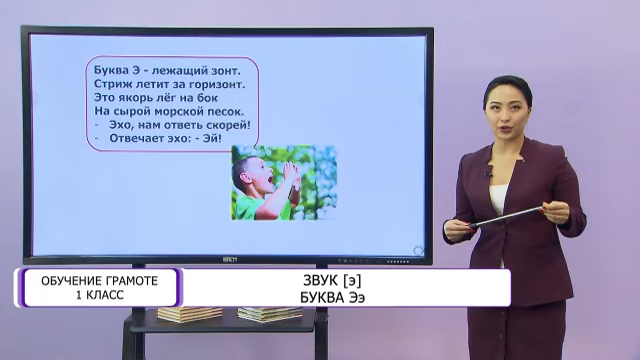 Буква Э - лежащий зонт.
Стриж летит за горизонт.
Это якорь лёг на бок
На сырой морской песок.
- Эхо, нам ответь скорей!
- Отвечает эхо: - Эй!
ОБУЧЕНИЕ ГРАМОТЕ
1 КЛАСС
ЗВУК [э]
БУКВА Ээ